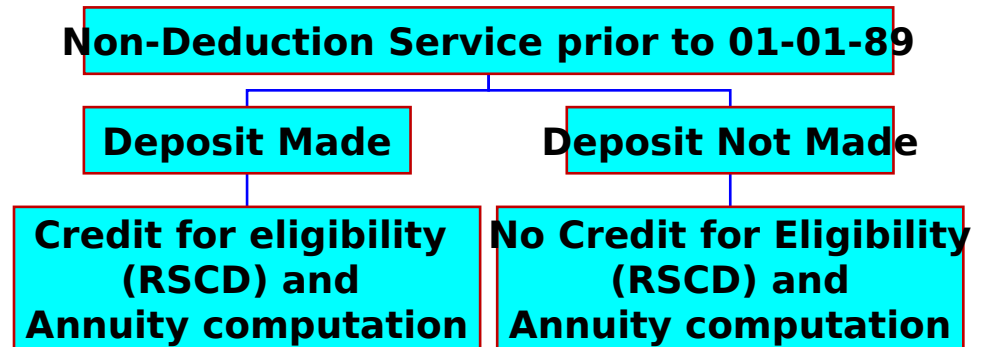 Non-Deduction Service prior to 01-01-89
Deposit Made
Deposit Not Made
Credit for eligibility
(RSCD) and
Annuity computation
No Credit for Eligibility
(RSCD) and
Annuity computation